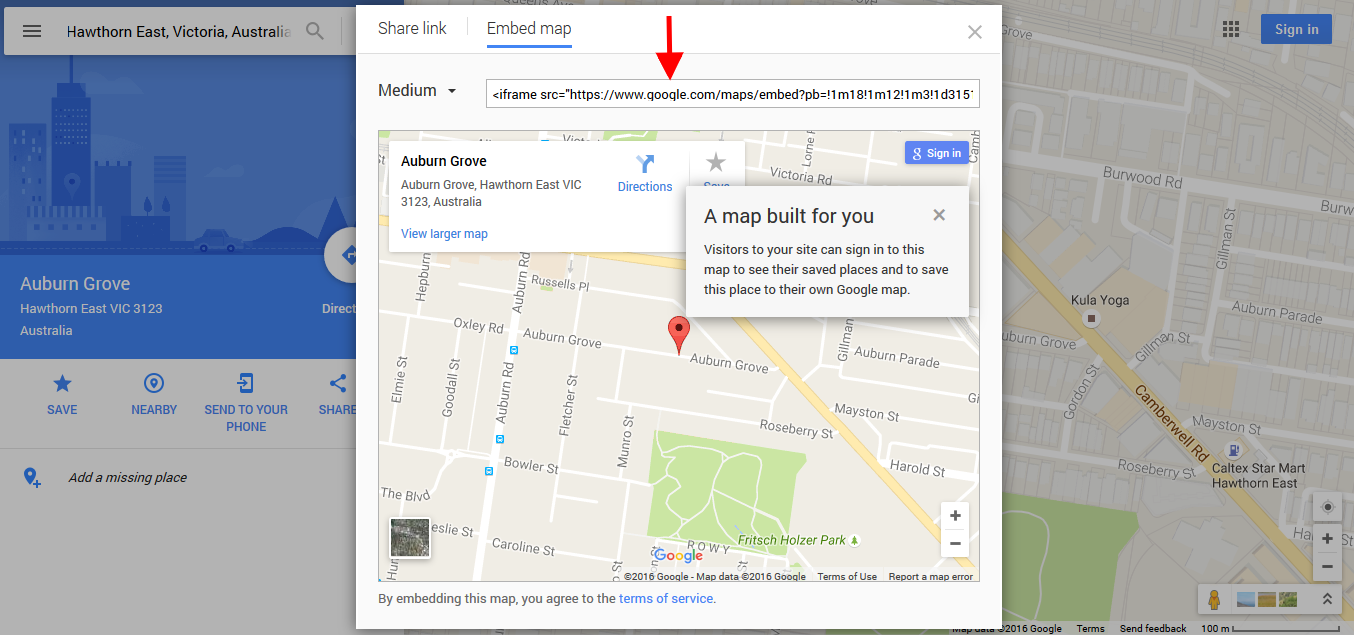 Hawthorn East, Victoria, Australia
Auburn Grove
Hawthorn East VIC 3123
Australia
Direct
SAVE
NEARBY
SEND TO YOUR
PHONE
SHARE
Add a missing place
Share link
Embed map
Medium
<iframe src="https://www.google.com/maps/embed?pb=!1m18!1m12!1m3!1d3151
Auburn Grove
Auburn Grove, Hawthorn East VIC
3123, Australia
View larger map
Directions
Save
Sign in
A map built for you
Visitors to your site can sign in to this
map to see their saved places and to save
this place to their own Google map.
Victoria Rd
Auburn Rd
Russells Pl
Oxley Rd
Auburn Grove
Auburn Grove
Gillman
Auburn Parade
Elmie St
Goodall St
Auburn Rd
Fletcher St
Munro St
Mayston St
Roseberry St
Harold St
Bowler St
The Blvd
eslie St
Caroline St
Fritsch Holzer Park
ROWY
Google
©2016 Google - Map data ©2016 Google
Terms of Use
Report a map error
By embedding this map, you agree to the terms of service.
Sign in
Burwood Rd
Burw
Gillman St
Kula Yoga
Auburn Parade
uburn Grove
Gillman St
Gordon St
Camberwell Rd
Mayston St
Roseberry St
Caltex Star Mart
Hawthorn East
Map data ©2016 Google
Terms
Send feedback
100 m